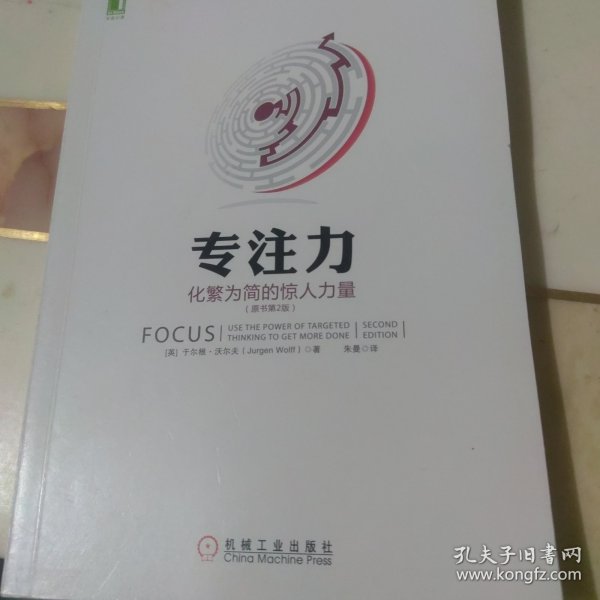 专注力
化繁为简的惊人力量
（原书第2版）
FOCUS
USE THE POWER OF TARGETED
THINKING TO GET MORE DONE
SECOND
EDITION
[英] 于尔根·沃尔夫（Jurgen Wolff）◎著 朱曼◎译
机械工业出版社
China Machine Press
孔夫子旧书网
www.kongfz.com